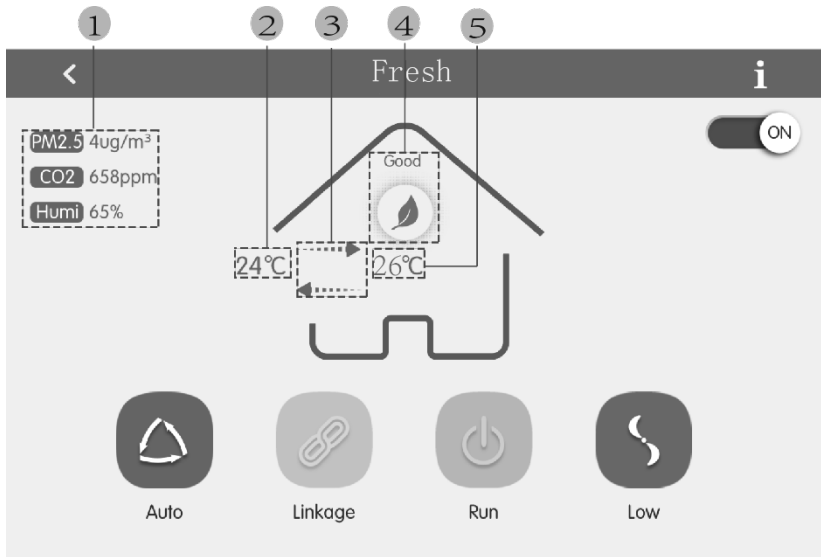 1 2 3 4 5
Fresh i
PM2.5 4ug/m³
CO2 658ppm
Humi 65%
Good
ON
24℃ 26℃
Auto Linkage Run Low